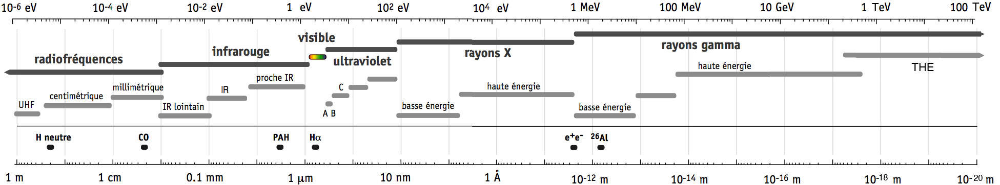 10-6 eV 10-4 eV 10-2 eV 1 eV 102 eV 104 eV 1 MeV 100 MeV 10 GeV 1 TeV 100 TeV
visible
infrarouge
rayons gamma
rayons X
radiofréquences
ultraviolet
THE
haute énergie
proche IR
millimétrique
C
haute énergie
IR
centimétrique
UHF
IR lointain
basse énergie
basse énergie
A B
H neutre CO PAH Hα e+e- 26Al
1 m 1 cm 0.1 mm 1 µm 10 nm 1 Å 10-12 m 10-14 m 10-16 m 10-18 m 10-20 m